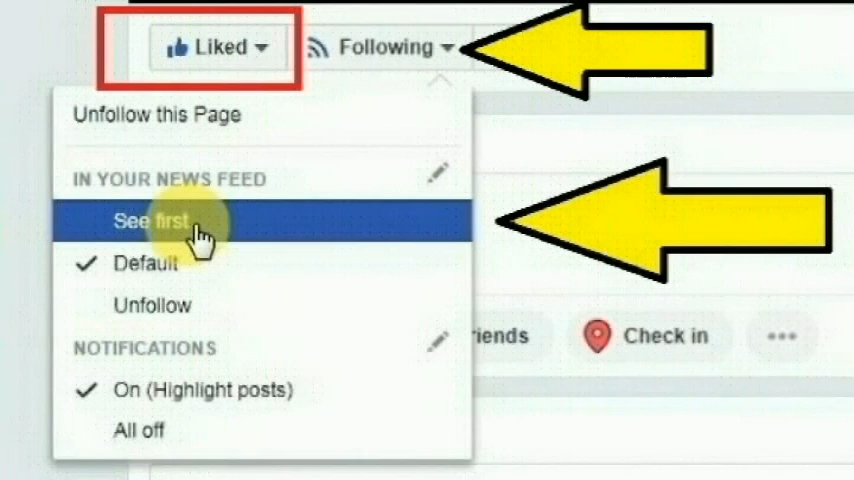 Liked Following
Unfollow this Page
IN YOUR NEWS FEED
See first
Default
Unfollow
Check in
NOTIFICATIONS
On (Highlight posts)
All off